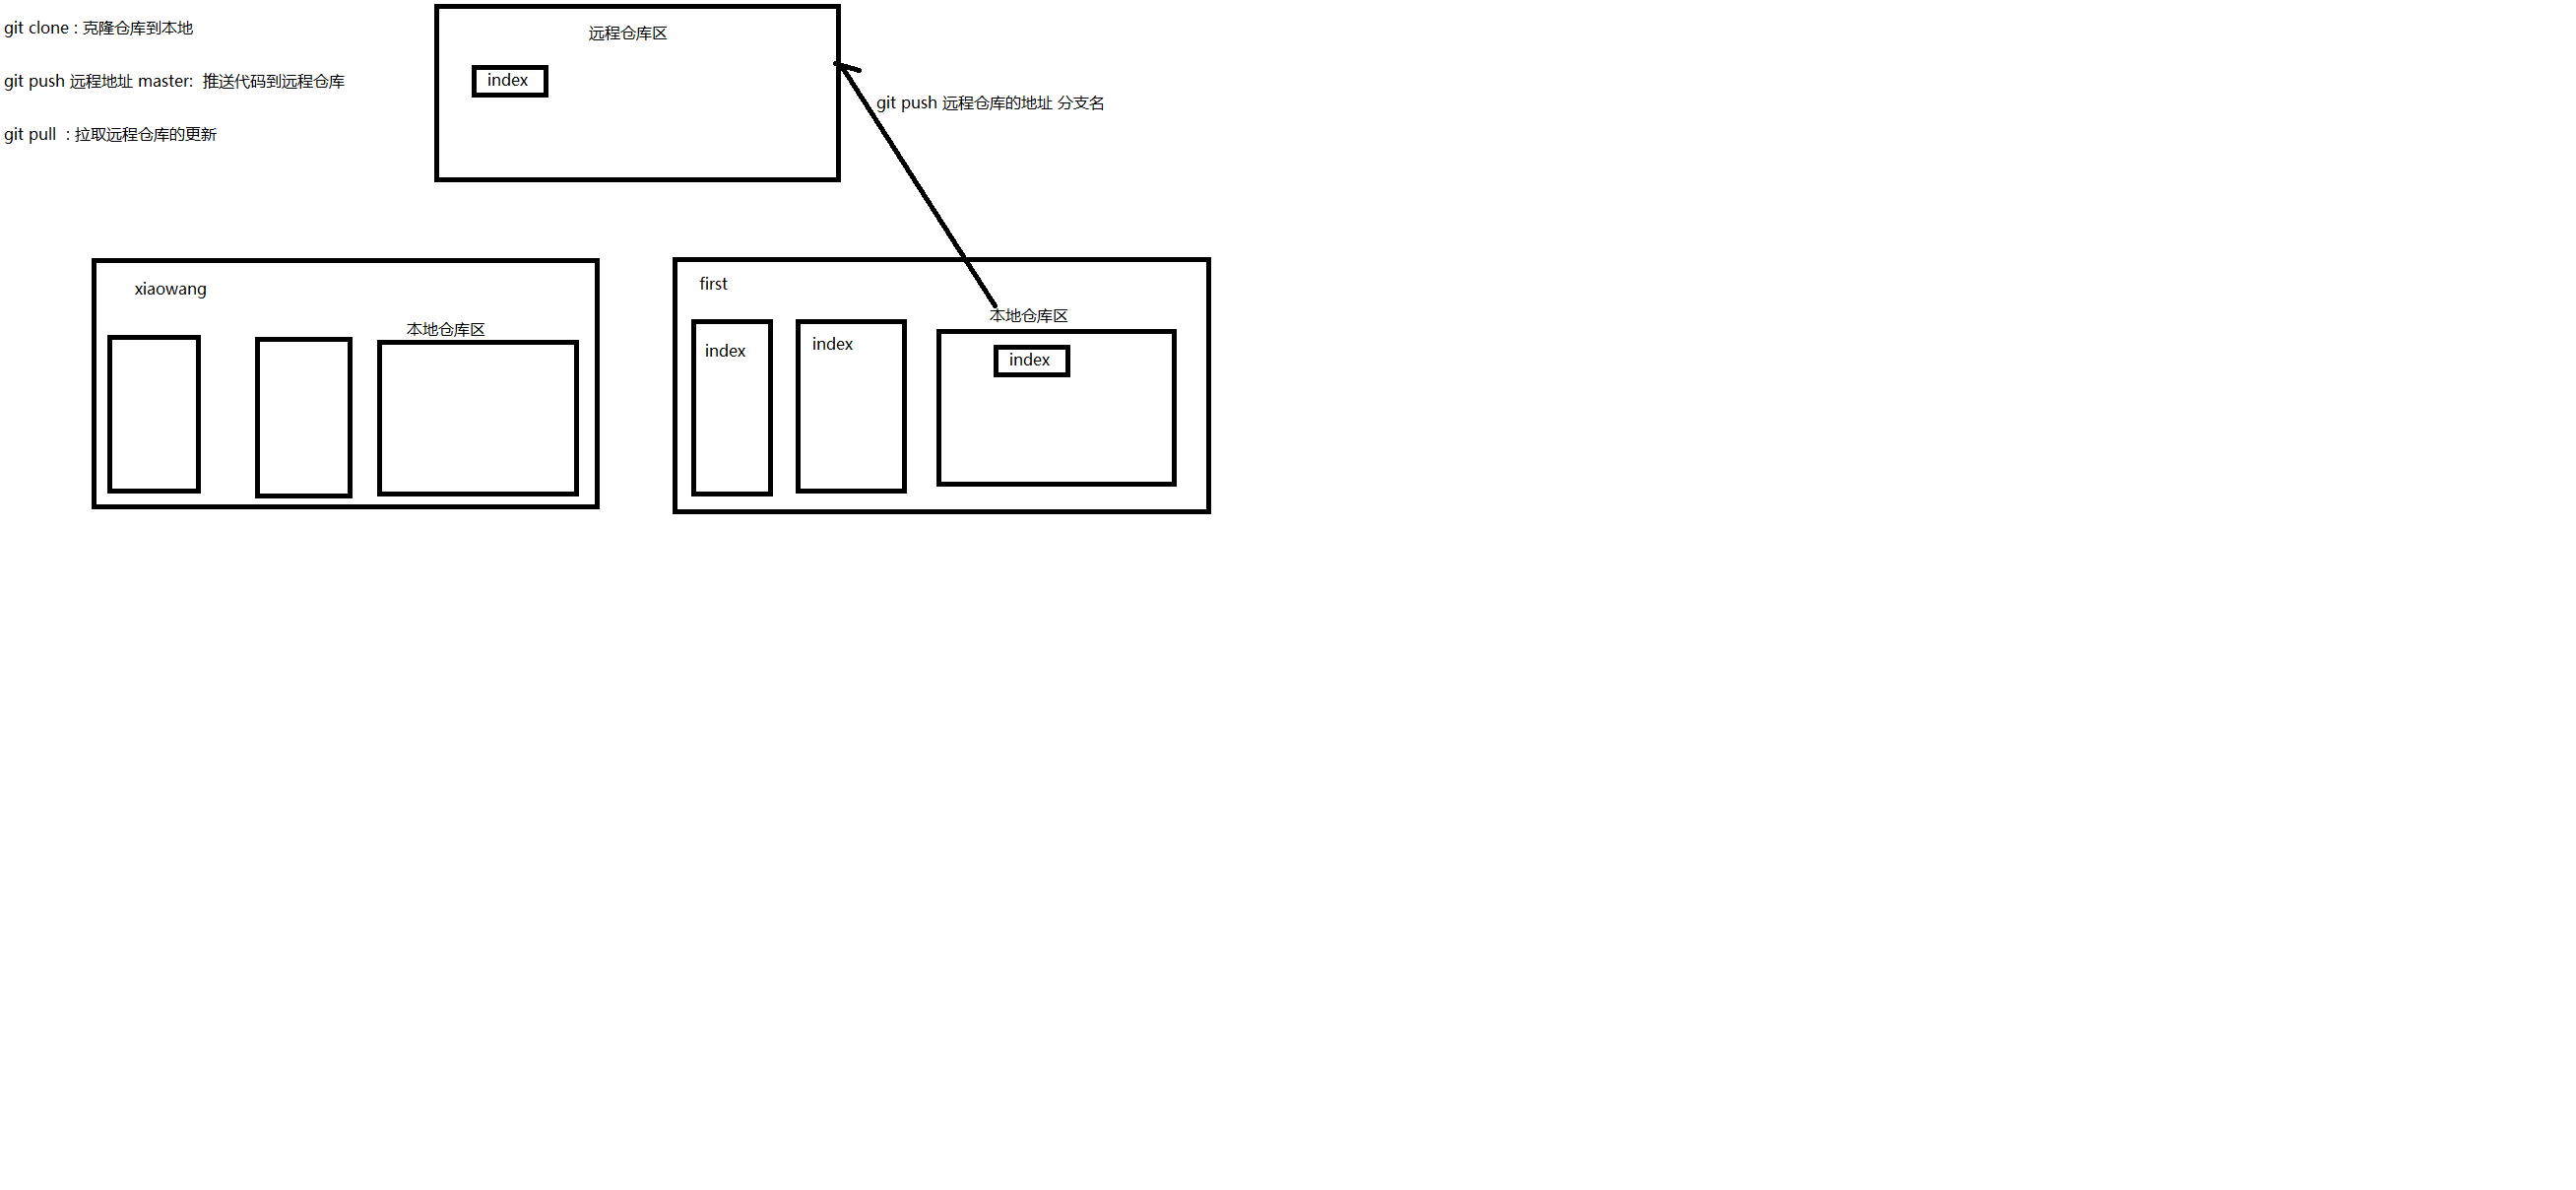 git clone : 克隆仓库到本地
git push 远程地址 master:  推送代码到远程仓库
git pull  : 拉取远程仓库的更新
远程仓库区
index
git push 远程仓库的地址 分支名
xiaowang
本地仓库区
first
本地仓库区
index
index
index